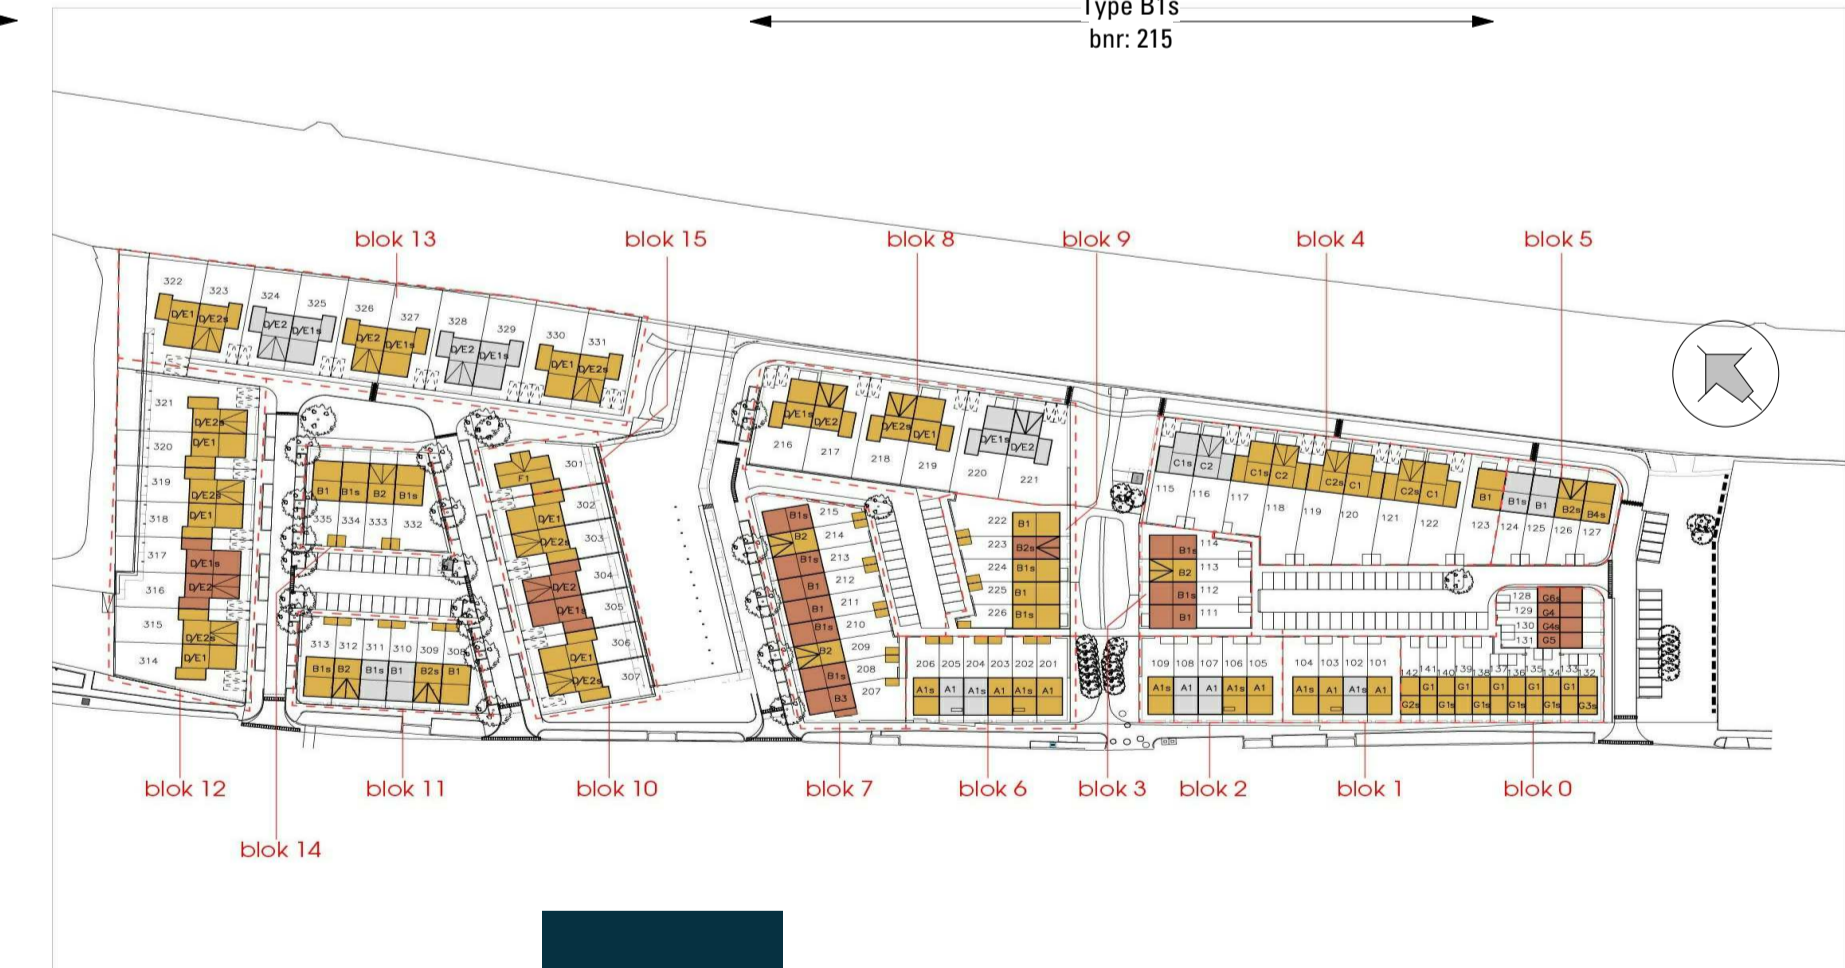 Type B1s
bnr: 215
blok 13
blok 15
blok 8
blok 9
blok 4
blok 5
322 323 324 325 326 327 328 329 330 331
D/E1 D/E2s D/E2 D/E1s D/E2 D/E1s D/E2 D/E1s D/E1 D/E2s
321 D/E2s
320 D/E1
319 D/E2s
318 D/E1
317 D/E1s
316 D/E2
315 D/E2s
314 D/E1
B1 B1s B2 B1s
335 334 333 332
313 312 311 310 309 308
B1s B2 B1s B1 B2s B1
F1 301
D/E1 302
D/E2s 303
D/E2 304
D/E1s 305
D/E1 306
D/E2s 307
D/E1s D/E2 D/E2s D/E1 D/E1s D/E2
216 217 218 219 220 221
B1s 215
B2 214
B1s 213
B1 212
B1 211
B1s 210
B2 209
B1s 208
B3 207
222 B1
223 B2s
224 B1s
225 B1
226 B1s
206 205 204 203 202 201
A1s A1 A1s A1 A1s A1
C1s C2 C1s C2 C2s C1 C2s C1
115 116 117 118 119 120 121 122
B1 B1s B1 B2s B4s
123 124 125 126 127
B1s 114
B2 113
B1s 112
B1 111
109 108 107 106 105
A1s A1 A1 A1s A1
104 103 102 101
A1s A1 A1s A1
128 G6s
129 G4
130 G4s
131 G5
142 141 140 139 138 137 136 135 134 133 132
G2s G1 G1s G1 G1s G1 G1s G1 G1s G1 G3s
blok 12
blok 11
blok 10
blok 7
blok 6
blok 3
blok 2
blok 1
blok 0
blok 14